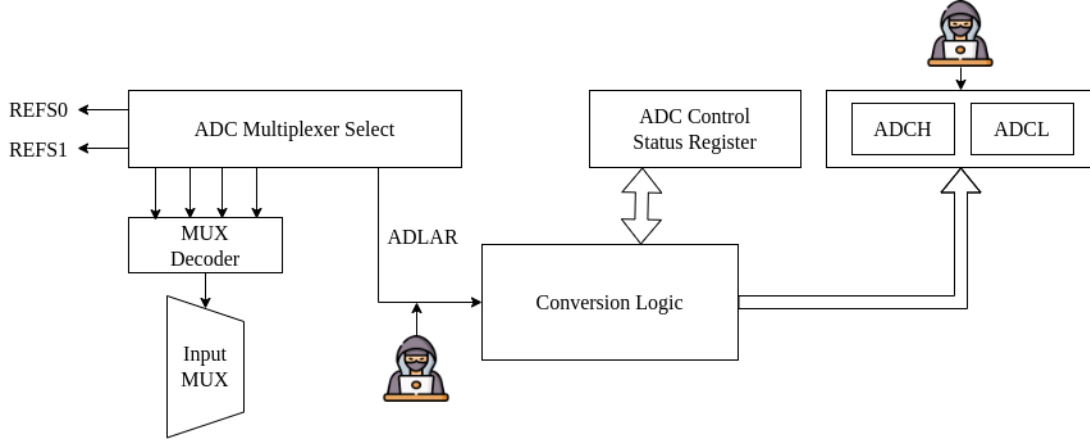 REFS0
REFS1
ADC Multiplexer Select
MUX
Decoder
Input
MUX
ADLAR
Conversion Logic
ADC Control
Status Register
ADCH
ADCL